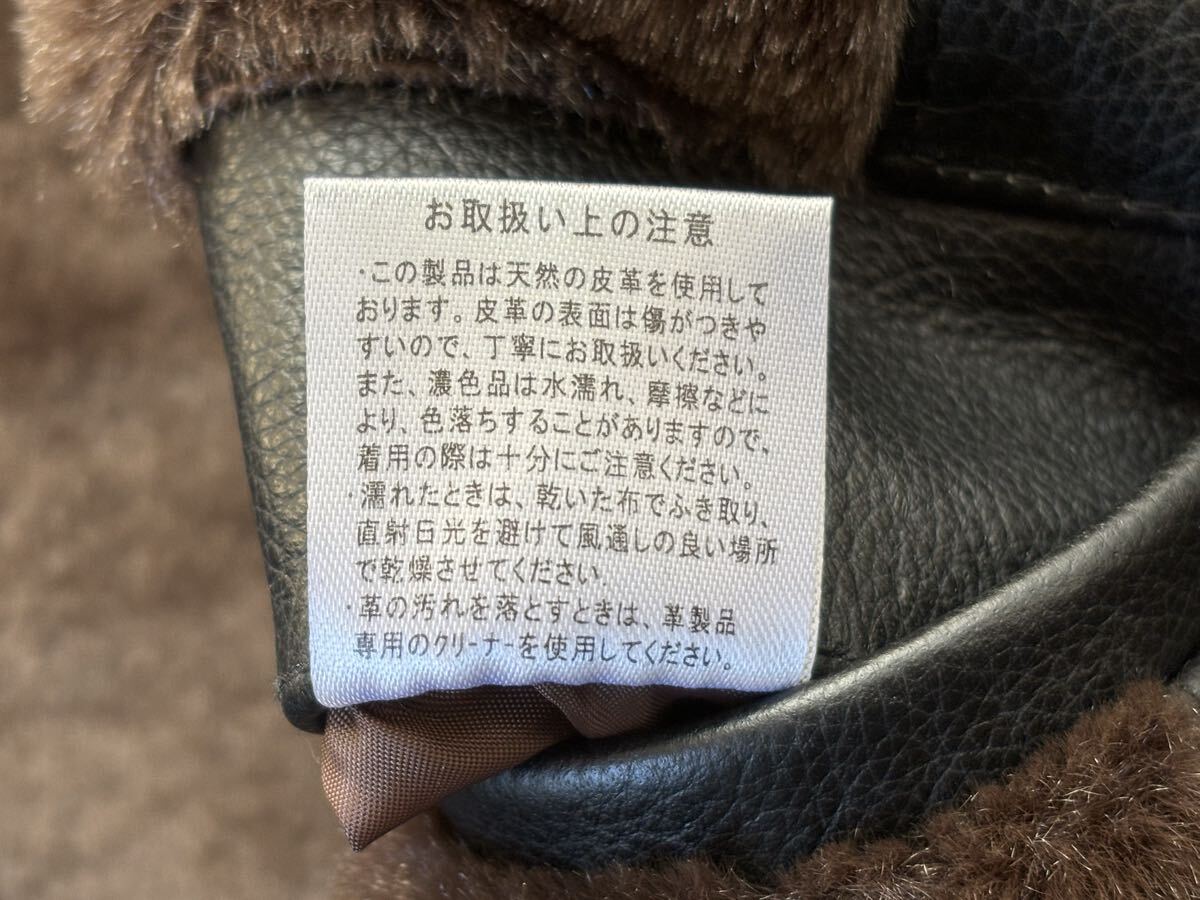 お取扱い上の注意
・この製品は天然の皮革を使用して
おります。皮革の表面は傷がつきや
すいので、丁寧にお取扱いください。
また、濃色品は水濡れ、摩擦などに
より、色落ちすることがありますので、
着用の際は十分にご注意ください。
・濡れたときは、乾いた布でふき取り、
直射日光を避けて風通しの良い場所
で乾燥させてください.
・革の汚れを落とすときは、革製品
専用のクリーナーを使用してください。